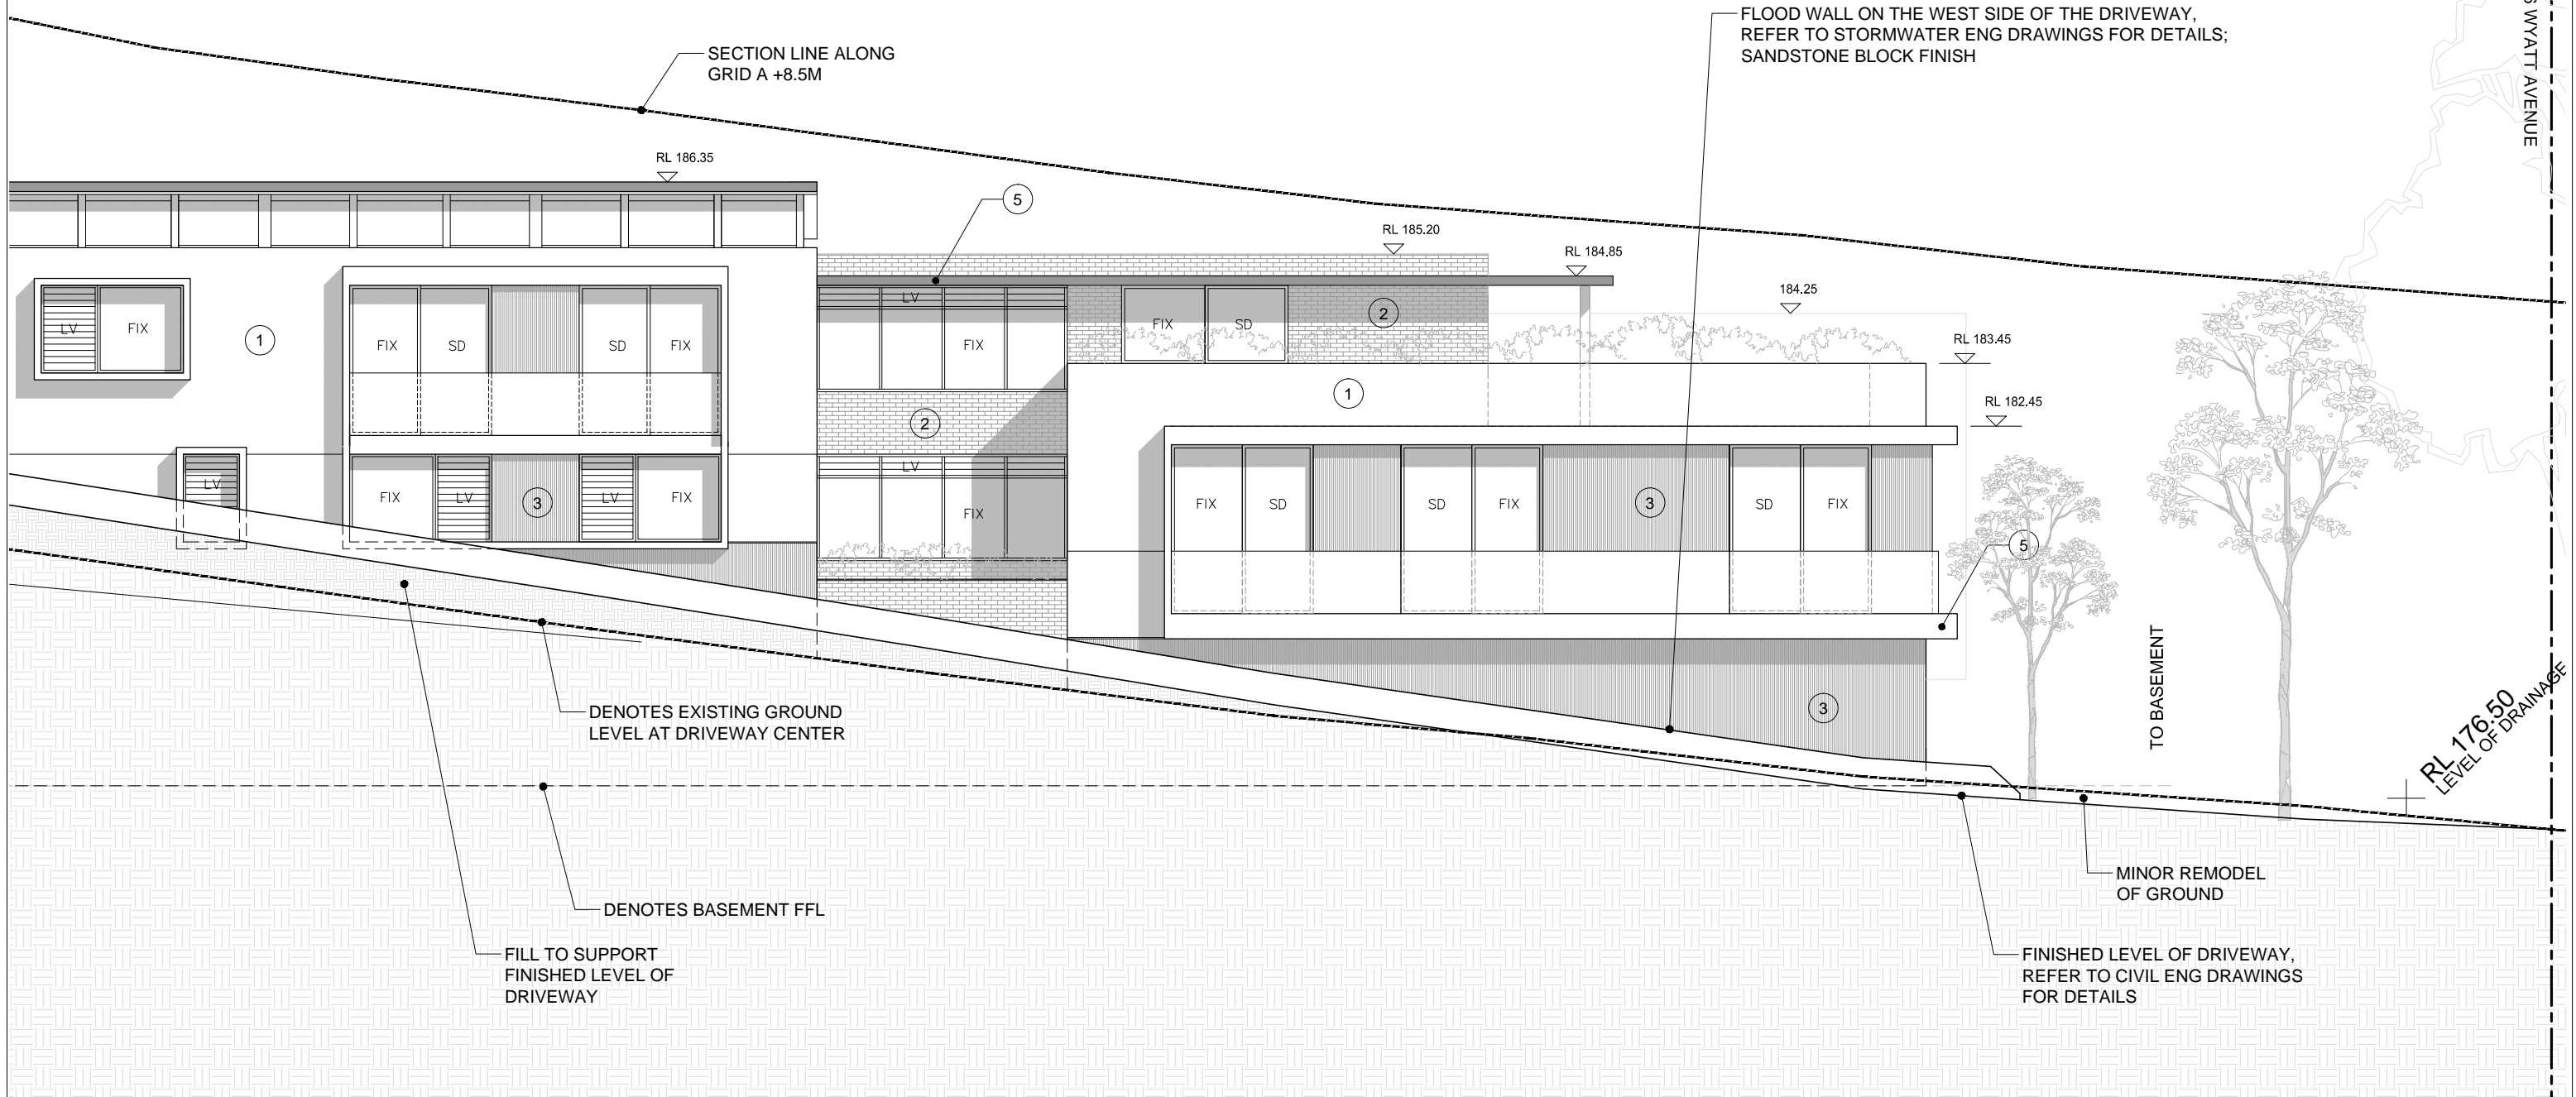 FLOOD WALL ON THE WEST SIDE OF THE DRIVEWAY,
REFER TO STORMWATER ENG DRAWINGS FOR DETAILS;
SANDSTONE BLOCK FINISH
WYATT AVENUE
SECTION LINE ALONG
GRID A +8.5M
RL 186.35
5
RL 185.20
RL 184.85
184.25
RL 183.45
RL 182.45
LV
FIX
1
FIX
SD
SD
FIX
LV
FIX
FIX
SD
2
1
2
LV
FIX
LV
3
LV
FIX
LV
FIX
FIX
SD
SD
FIX
3
SD
FIX
5
3
TO BASEMENT
RL 176.50
LEVEL OF DRAINAGE
DENOTES EXISTING GROUND
LEVEL AT DRIVEWAY CENTER
DENOTES BASEMENT FFL
FILL TO SUPPORT
FINISHED LEVEL OF
DRIVEWAY
MINOR REMODEL
OF GROUND
FINISHED LEVEL OF DRIVEWAY,
REFER TO CIVIL ENG DRAWINGS
FOR DETAILS